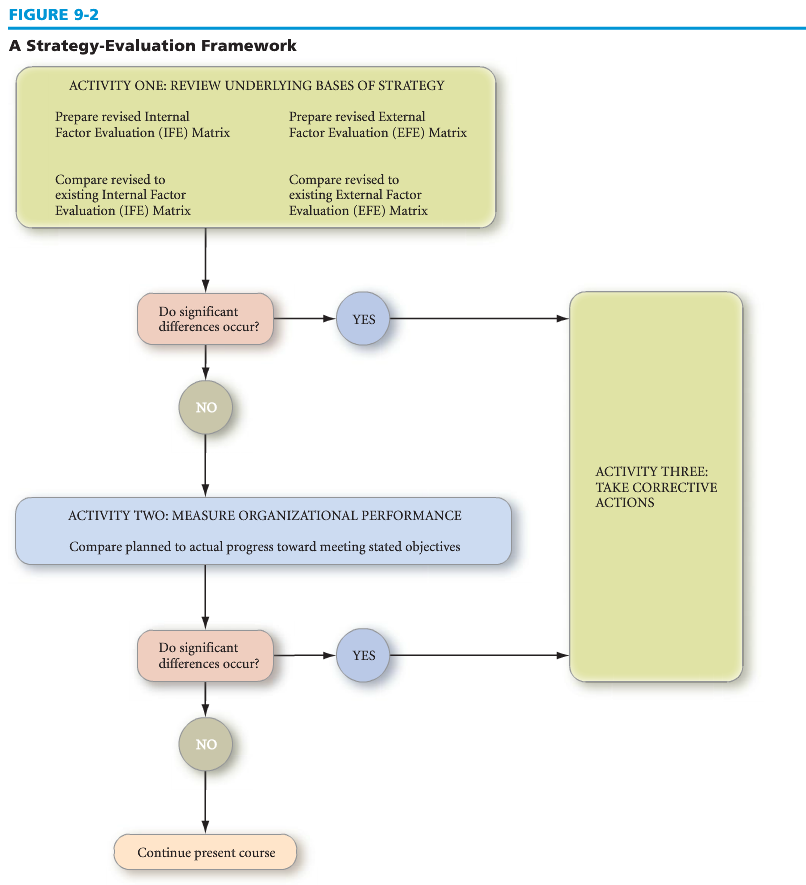 FIGURE 9-2
A Strategy-Evaluation Framework
ACTIVITY ONE: REVIEW UNDERLYING BASES OF STRATEGY
Prepare revised Internal
Factor Evaluation (IFE) Matrix
Prepare revised External
Factor Evaluation (EFE) Matrix
Compare revised to
existing Internal Factor
Evaluation (IFE) Matrix
Compare revised to
existing External Factor
Evaluation (EFE) Matrix
Do significant
differences occur?
YES
NO
ACTIVITY THREE:
TAKE CORRECTIVE
ACTIONS
ACTIVITY TWO: MEASURE ORGANIZATIONAL PERFORMANCE
Compare planned to actual progress toward meeting stated objectives
Do significant
differences occur?
YES
NO
Continue present course